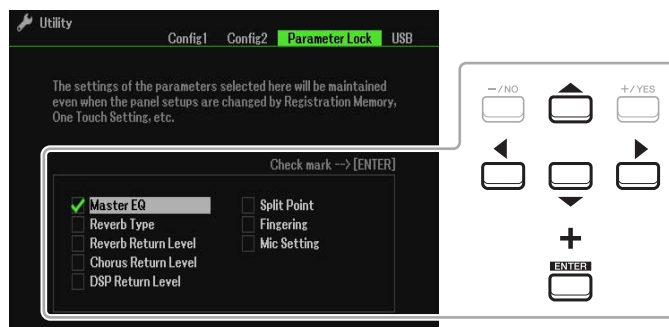 Utility
Config1 Config2 Parameter Lock USB
The settings of the parameters selected here will be maintained
even when the panel setups are changed by Registration Memory,
One Touch Setting, etc.
Check mark --> [ENTER]
Master EQ
Reverb Type
Reverb Return Level
Chorus Return Level
DSP Return Level
Split Point
Fingering
Mic Setting
−/NO
+/YES
+
ENTER